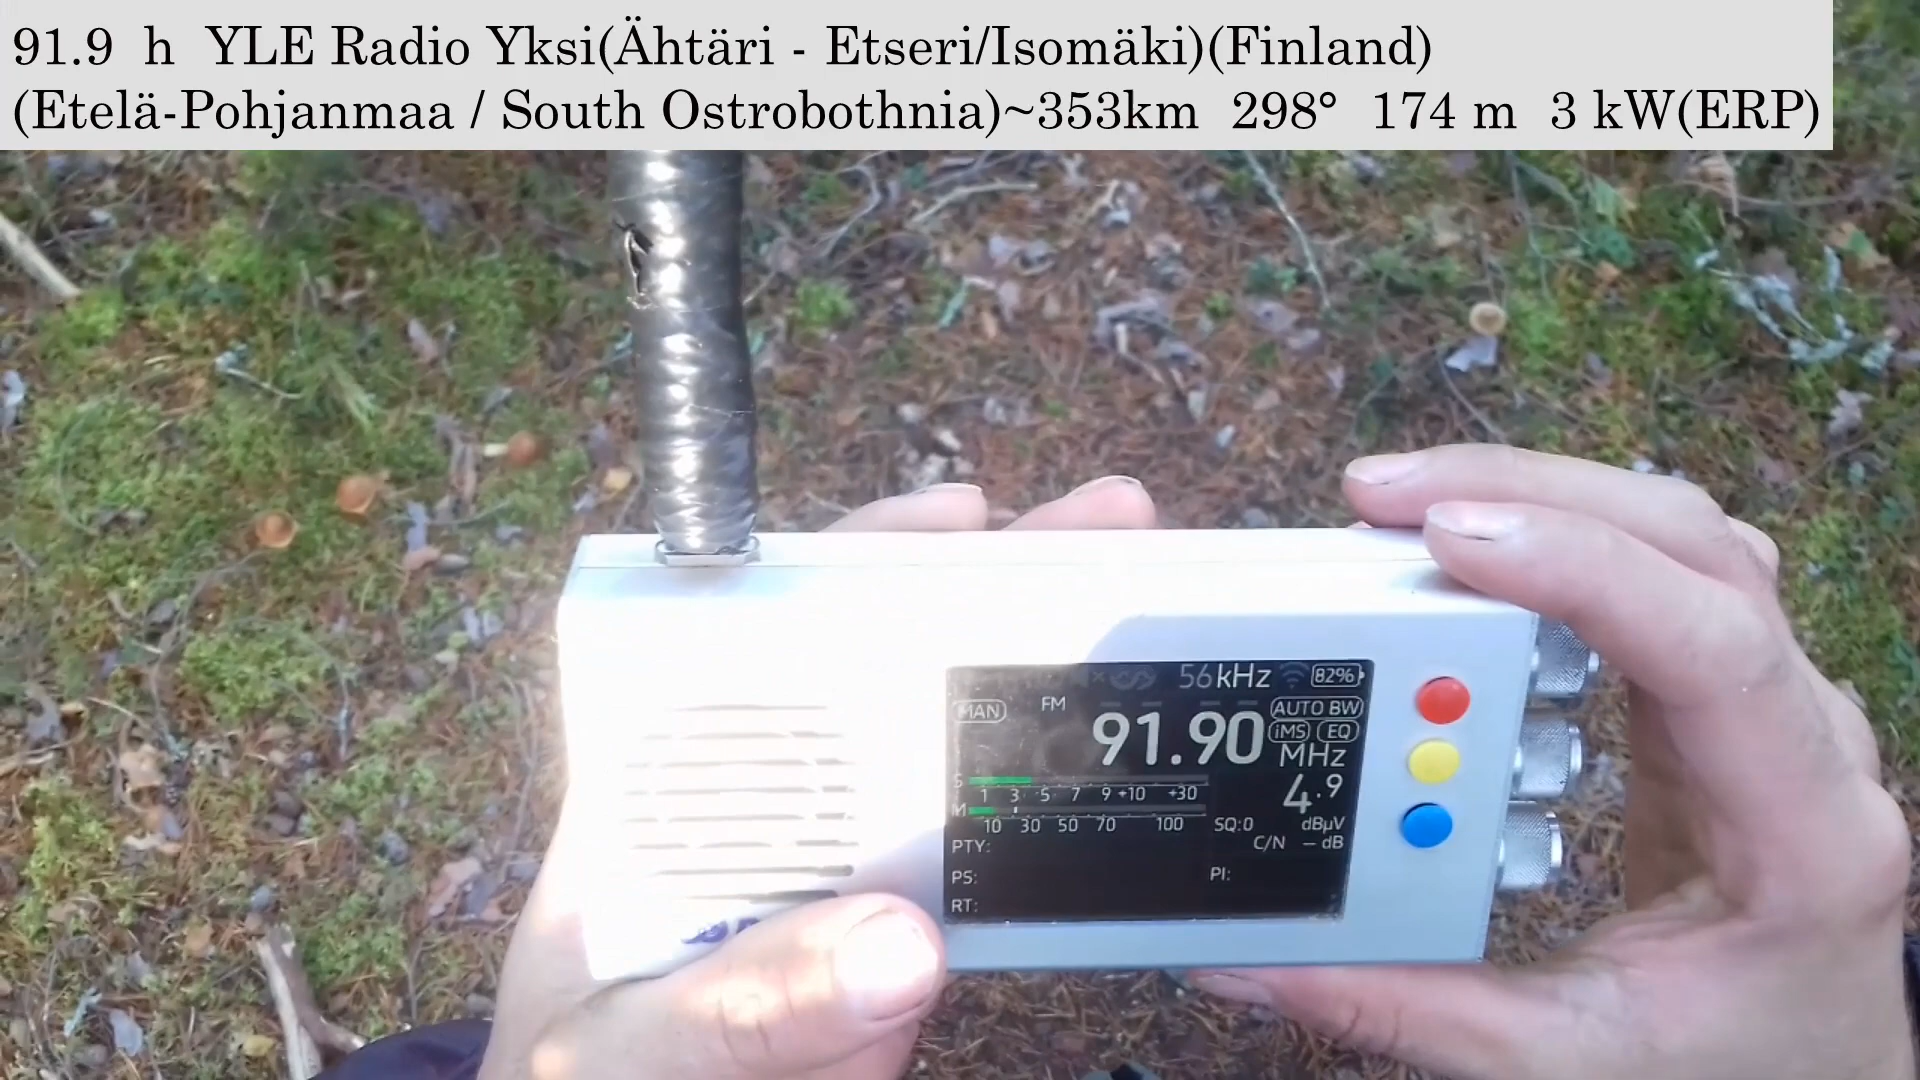 91.9 h YLE Radio Yksi(Ähtäri - Etseri/Isomäki)(Finland)
(Etelä-Pohjanmaa / South Ostrobothnia)~353km 298° 174 m 3 kW(ERP)
56kHz 82%
MAN FM AUTO BW
91.90 iMS EQ
MHz
S
1 3 5 7 9 +10 +30 4.9
M
10 30 50 70 100 SQ:0 dBµV
PTY: C/N – dB
PS: PI:
RT: